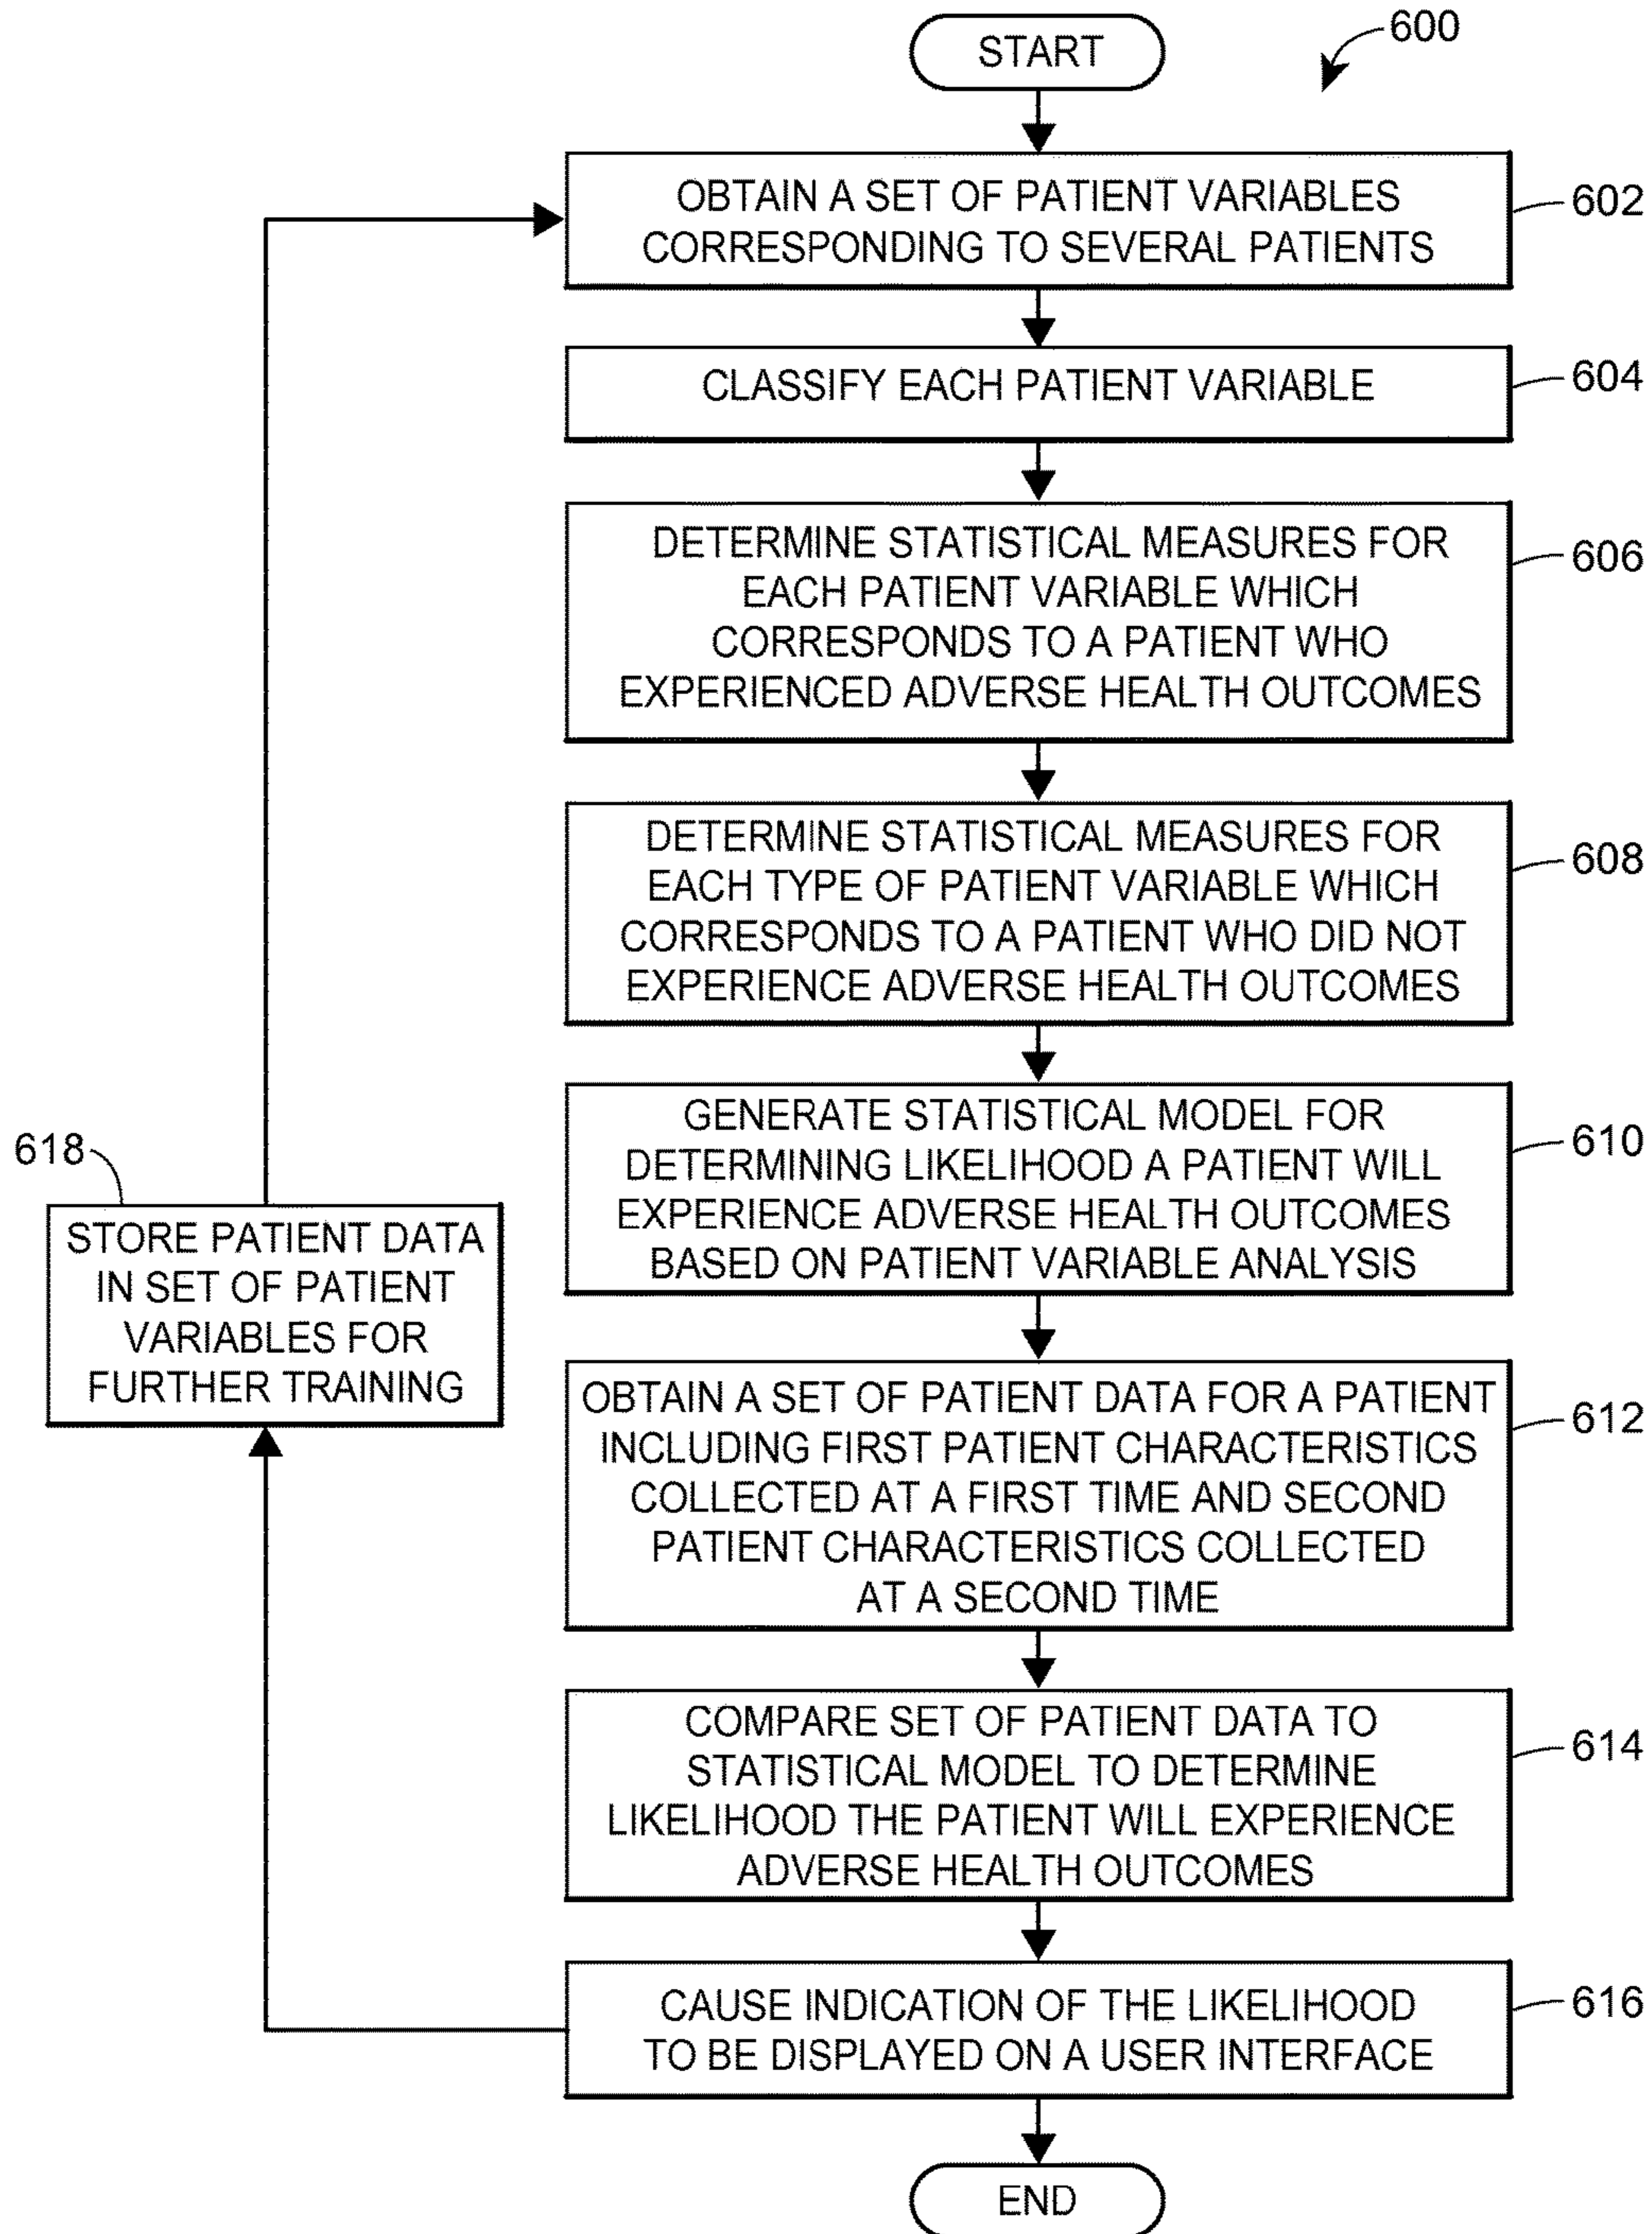 START
600
OBTAIN A SET OF PATIENT VARIABLES
CORRESPONDING TO SEVERAL PATIENTS
602
CLASSIFY EACH PATIENT VARIABLE
604
DETERMINE STATISTICAL MEASURES FOR
EACH PATIENT VARIABLE WHICH
CORRESPONDS TO A PATIENT WHO
EXPERIENCED ADVERSE HEALTH OUTCOMES
606
DETERMINE STATISTICAL MEASURES FOR
EACH TYPE OF PATIENT VARIABLE WHICH
CORRESPONDS TO A PATIENT WHO DID NOT
EXPERIENCE ADVERSE HEALTH OUTCOMES
608
GENERATE STATISTICAL MODEL FOR
DETERMINING LIKELIHOOD A PATIENT WILL
EXPERIENCE ADVERSE HEALTH OUTCOMES
BASED ON PATIENT VARIABLE ANALYSIS
610
OBTAIN A SET OF PATIENT DATA FOR A PATIENT
INCLUDING FIRST PATIENT CHARACTERISTICS
COLLECTED AT A FIRST TIME AND SECOND
PATIENT CHARACTERISTICS COLLECTED
AT A SECOND TIME
612
COMPARE SET OF PATIENT DATA TO
STATISTICAL MODEL TO DETERMINE
LIKELIHOOD THE PATIENT WILL EXPERIENCE
ADVERSE HEALTH OUTCOMES
614
CAUSE INDICATION OF THE LIKELIHOOD
TO BE DISPLAYED ON A USER INTERFACE
616
618
STORE PATIENT DATA
IN SET OF PATIENT
VARIABLES FOR
FURTHER TRAINING
END